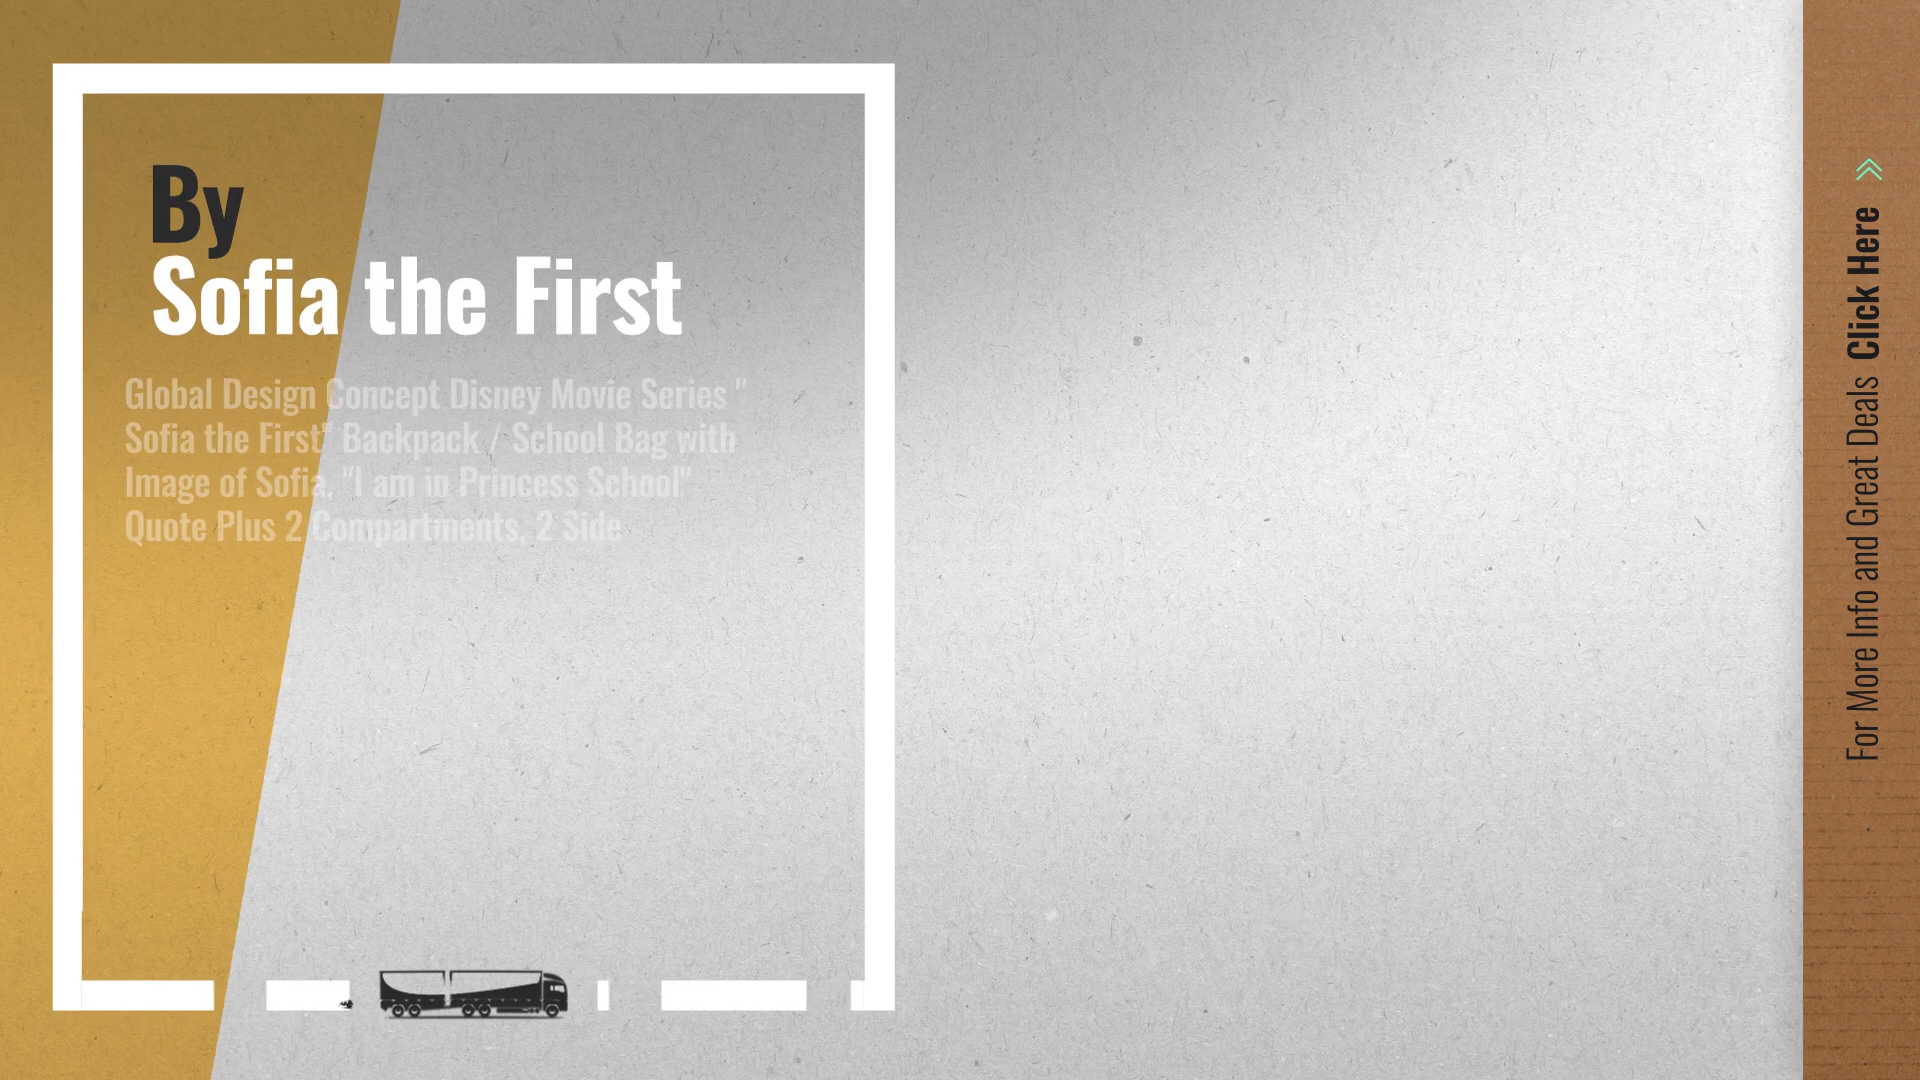 By
Sofia the First
Global Design Concept Disney Movie Series "
Sofia the First" Backpack / School Bag with
Image of Sofia, "I am in Princess School"
Quote Plus 2 Compartments, 2 Side
For More Info and Great Deals Click Here